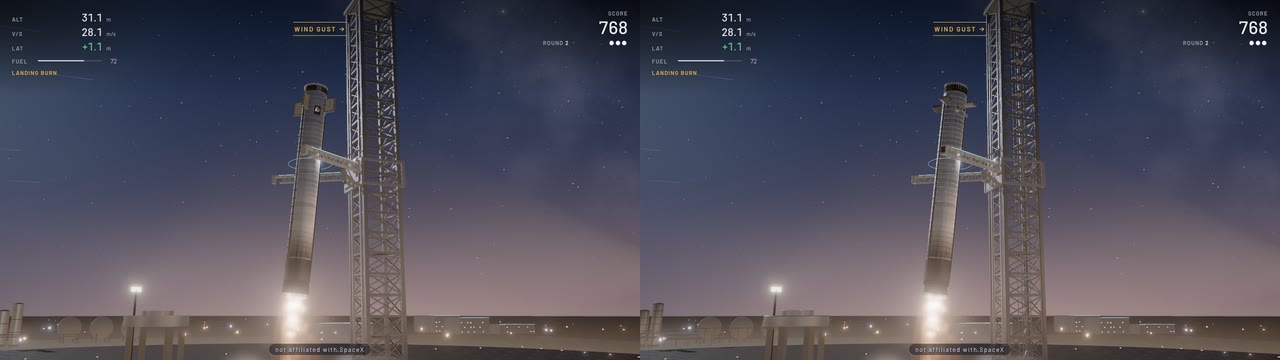 ALT 31.1 m
V/S 28.1 m/s
LAT +1.1 m
FUEL 72
LANDING BURN
WIND GUST →
SCORE
768
ROUND 2
not affiliated with SpaceX
ALT 31.1 m
V/S 28.1 m/s
LAT +1.1 m
FUEL 72
LANDING BURN
WIND GUST →
SCORE
768
ROUND 2
not affiliated with SpaceX